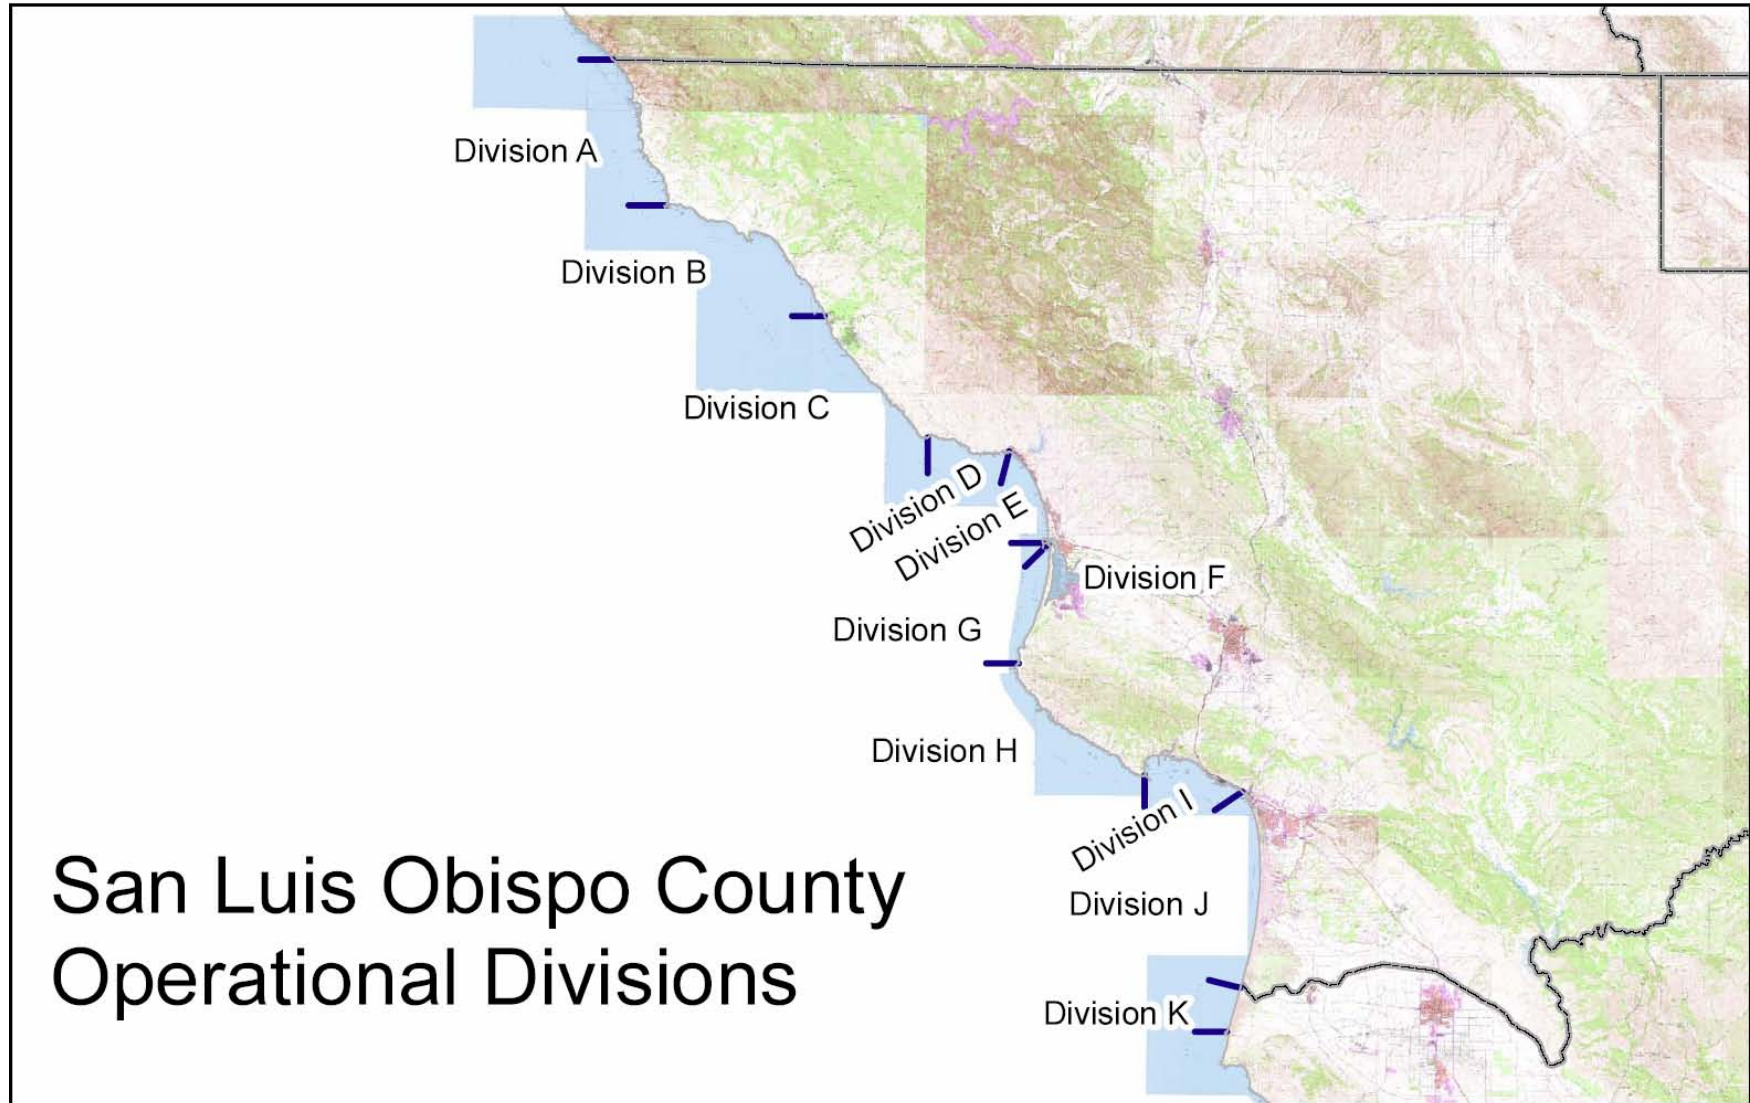 Division A
Division B
Division C
Division D
Division E
Division F
Division G
Division H
Division I
Division J
Division K
San Luis Obispo County
Operational Divisions